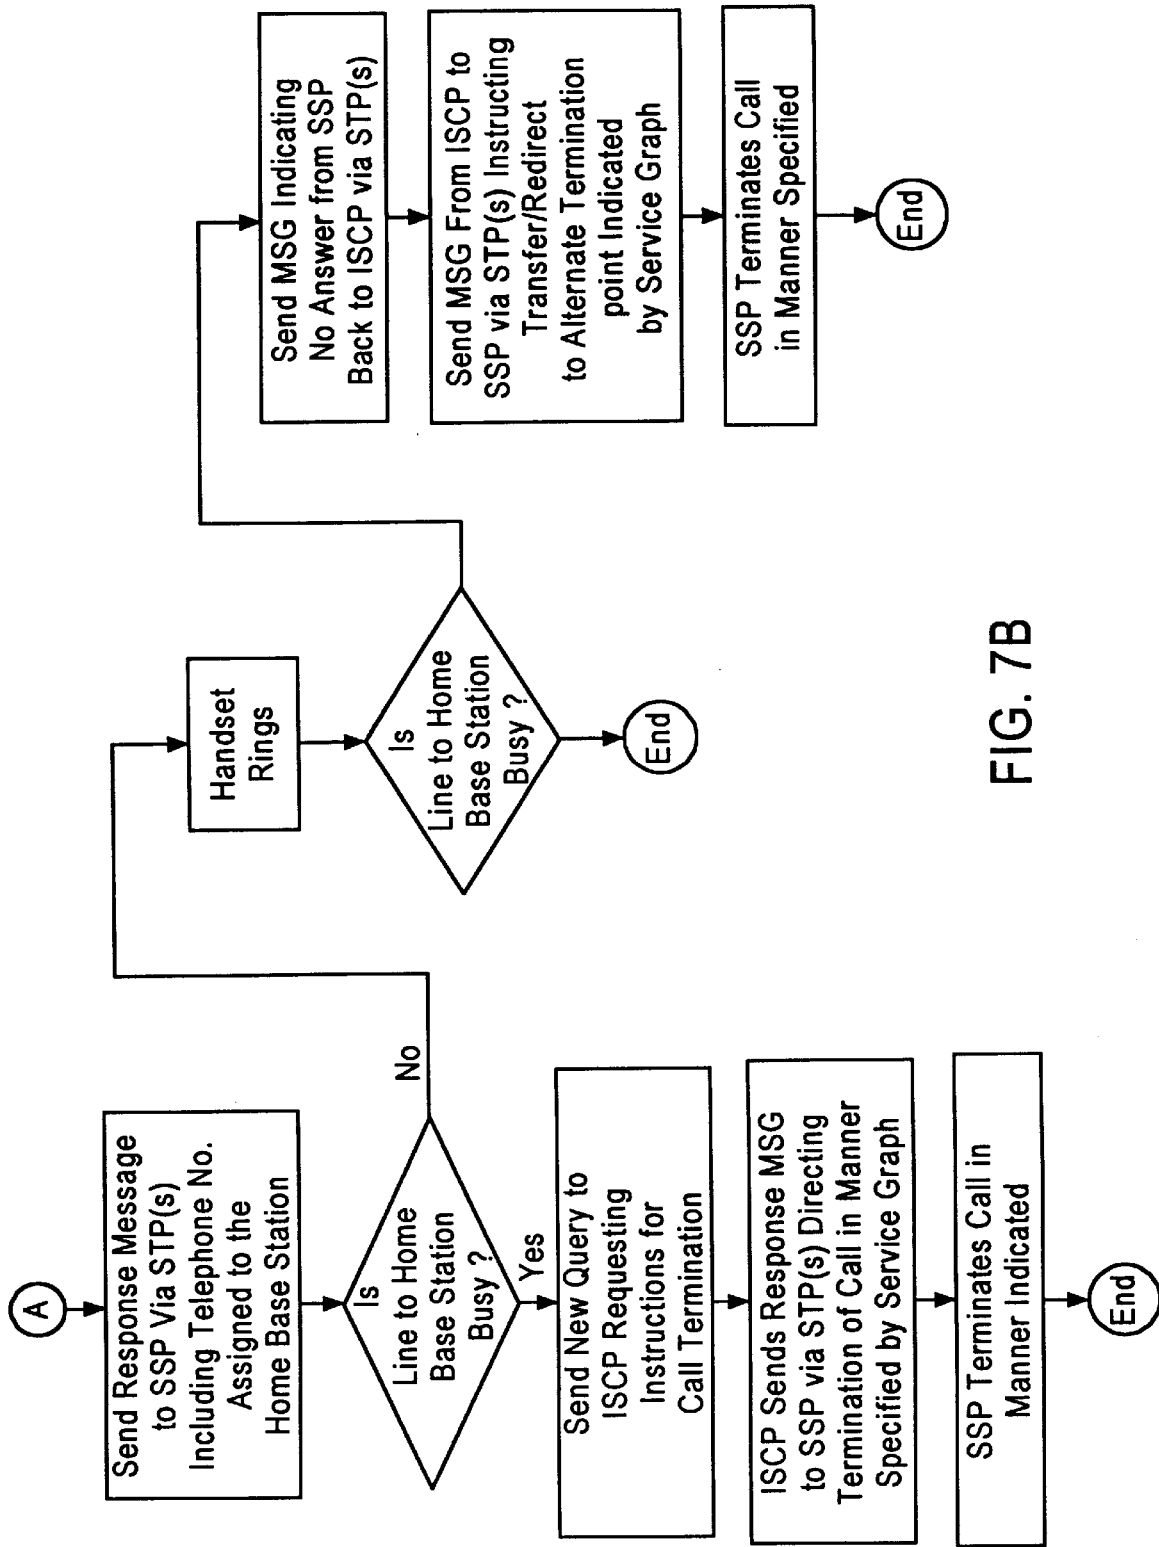 A
Send Response Message
to SSP Via STP(s)
Including Telephone No.
Assigned to the
Home Base Station
Is
Line to Home
Base Station
Busy ?
No
Yes
Send New Query to
ISCP Requesting
Instructions for
Call Termination
ISCP Sends Response MSG
to SSP via STP(s) Directing
Termination of Call in Manner
Specified by Service Graph
SSP Terminates Call in
Manner Indicated
End
Handset
Rings
Is
Line to Home
Base Station
Busy ?
End
Send MSG Indicating
No Answer from SSP
Back to ISCP via STP(s)
Send MSG From ISCP to
SSP via STP(s) Instructing
Transfer/Redirect
to Alternate Termination
point Indicated
by Service Graph
SSP Terminates Call
in Manner Specified
End
FIG. 7B